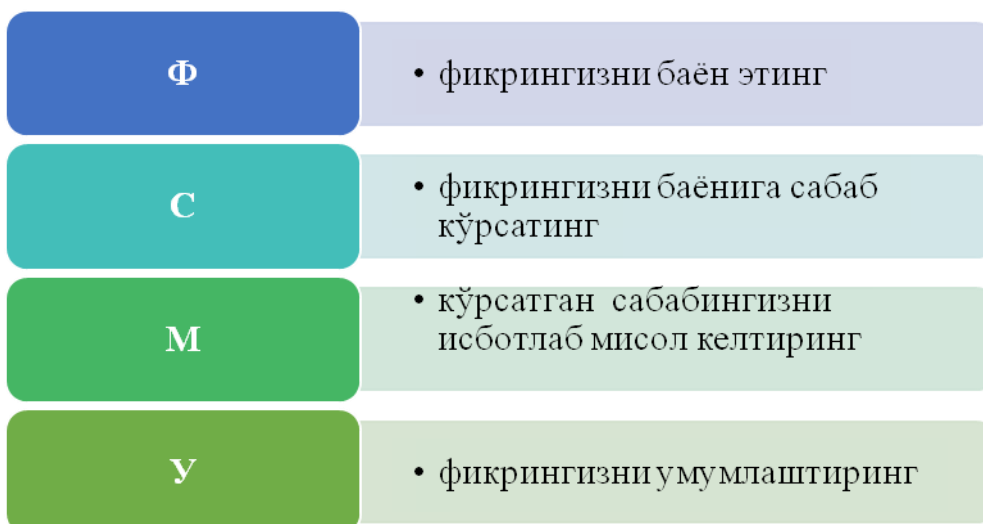 Ф
• фикрингизни баён этинг
С
• фикрингизни баёнига сабаб
кўрсатинг
М
• кўрсатган сабабингизни
исботлаб мисол келтиринг
У
• фикрингизни умумлаштиринг